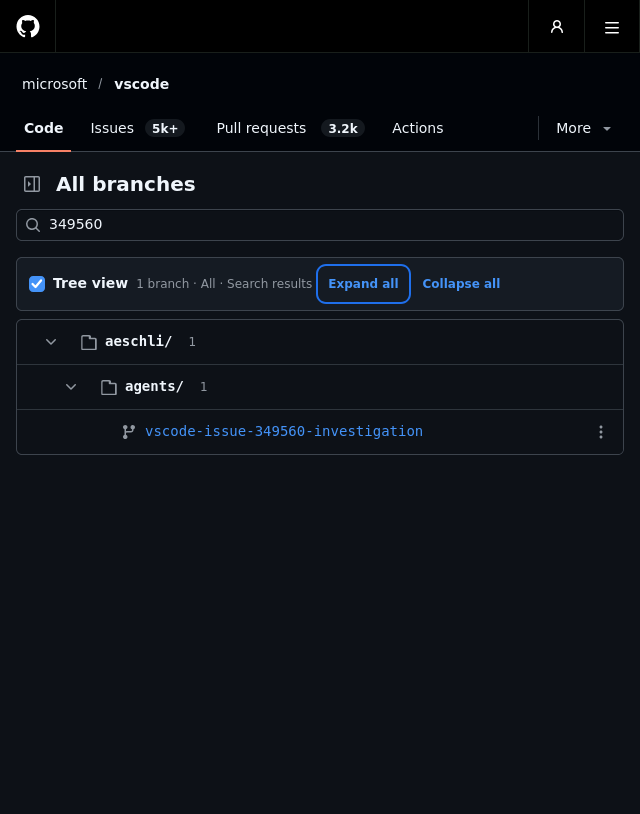 microsoft / vscode
Code Issues 5k+ Pull requests 3.2k Actions More
All branches
349560
Tree view 1 branch · All · Search results Expand all Collapse all
aeschli/ 1
agents/ 1
vscode-issue-349560-investigation